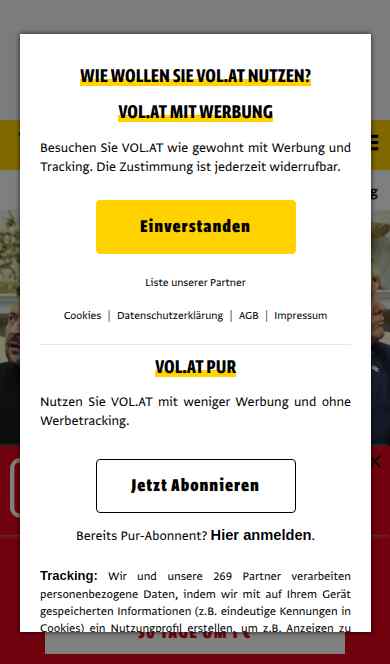 WIE WOLLEN SIE VOL.AT NUTZEN?
VOL.AT MIT WERBUNG
Besuchen Sie VOL.AT wie gewohnt mit Werbung und
Tracking. Die Zustimmung ist jederzeit widerrufbar.
Einverstanden
Liste unserer Partner
Cookies | Datenschutzerklärung | AGB | Impressum
VOL.AT PUR
Nutzen Sie VOL.AT mit weniger Werbung und ohne
Werbetracking.
Jetzt Abonnieren
Bereits Pur-Abonnent? Hier anmelden.
Tracking: Wir und unsere 269 Partner verarbeiten
personenbezogene Daten, indem wir mit auf Ihrem Gerät
gespeicherten Informationen (z.B. eindeutige Kennungen in
Cookies) ein Nutzungprofil erstellen, um z.B. Anzeigen zu
30 TAGE UM 1 €